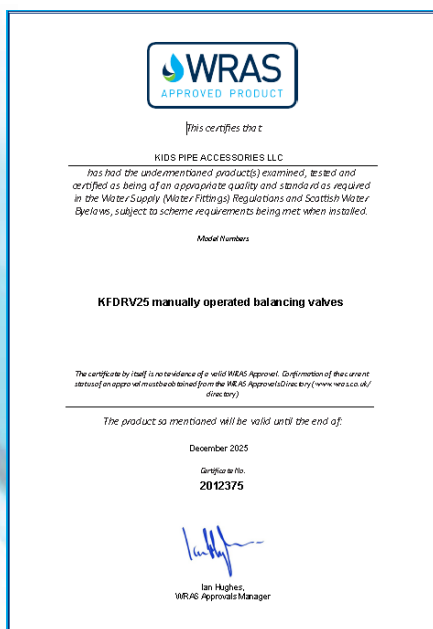 WRAS
APPROVED PRODUCT
This certifies that
KIDS PIPE ACCESSORIES LLC
has had the undermentioned product(s) examined, tested and
certified as being of an appropriate quality and standard as required
in the Water Supply (Water Fittings) Regulations and Scottish Water
Byelaws, subject to scheme requirements being met when installed.
Model Numbers
KFDRV25 manually operated balancing valves
The certificate by itself is no evidence of a valid WRAS Approval. Confirmation of the current
status of an approval must be obtained from the WRAS Approvals Directory (www.wras.co.uk/
directory)
The product so mentioned will be valid until the end of:
December 2025
Certificate No.
2012375
Ian Hughes,
WRAS Approvals Manager